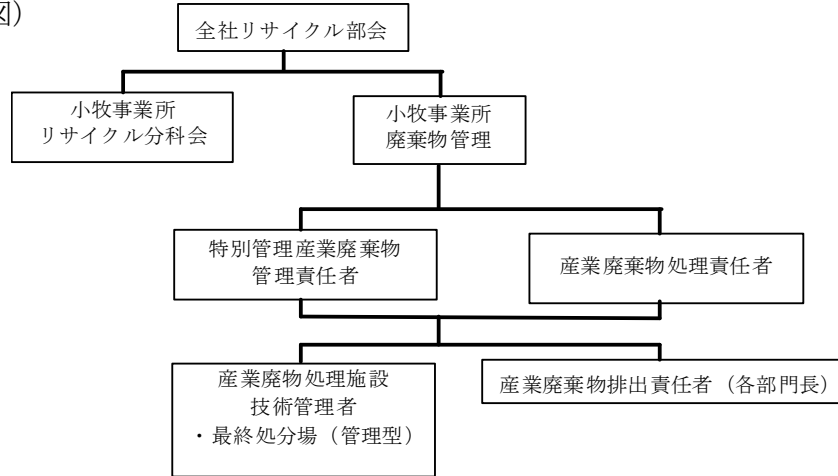 図）
全社リサイクル部会
小牧事業所
リサイクル分科会
小牧事業所
廃棄物管理
特別管理産業廃棄物
管理責任者
産業廃棄物処理責任者
産業廃物処理施設
技術管理者
・最終処分場（管理型）
産業廃棄物排出責任者（各部門長）